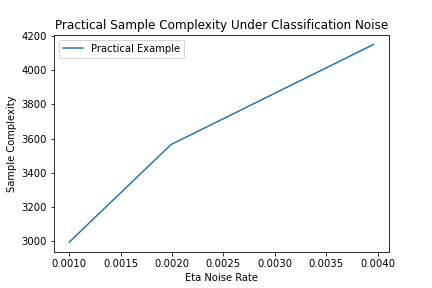 Practical Sample Complexity Under Classification Noise
4200
Practical Example
4000
3800
3600
3400
3200
3000
Sample Complexity
0.0010 0.0015 0.0020 0.0025 0.0030 0.0035 0.0040
Eta Noise Rate